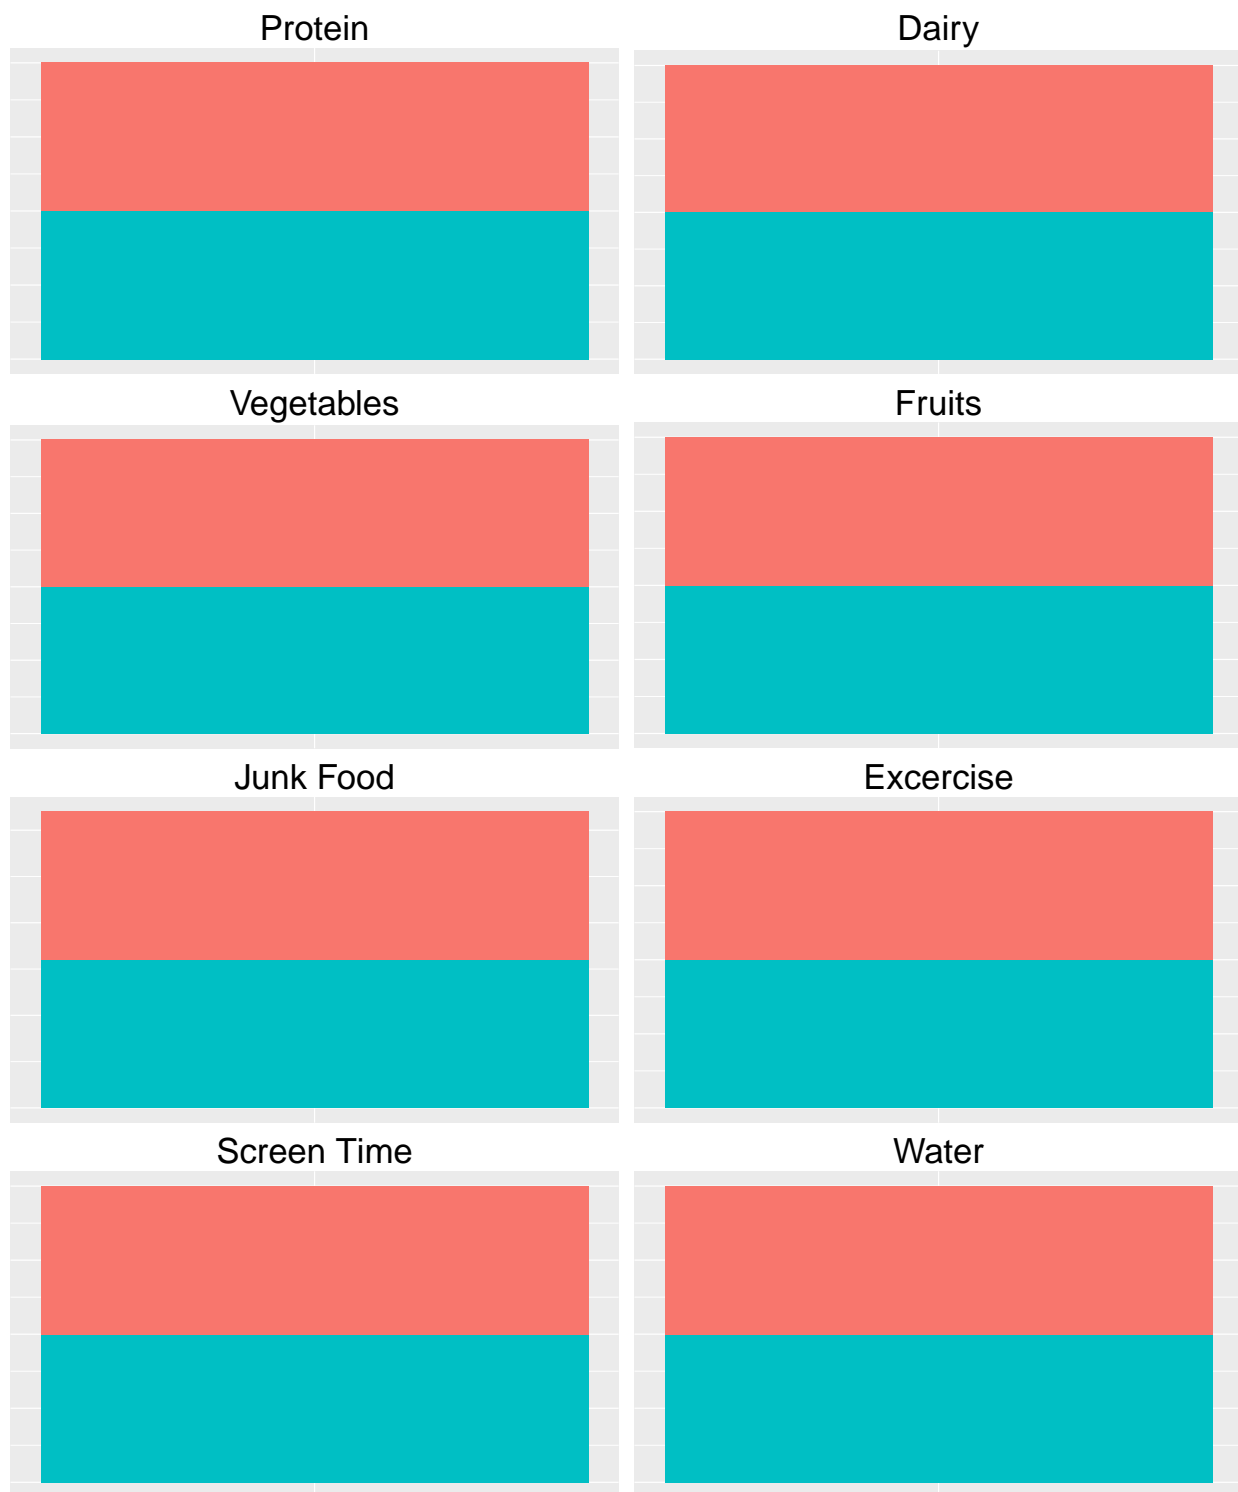 Protein
Dairy
Vegetables
Fruits
Junk Food
Excercise
Screen Time
Water